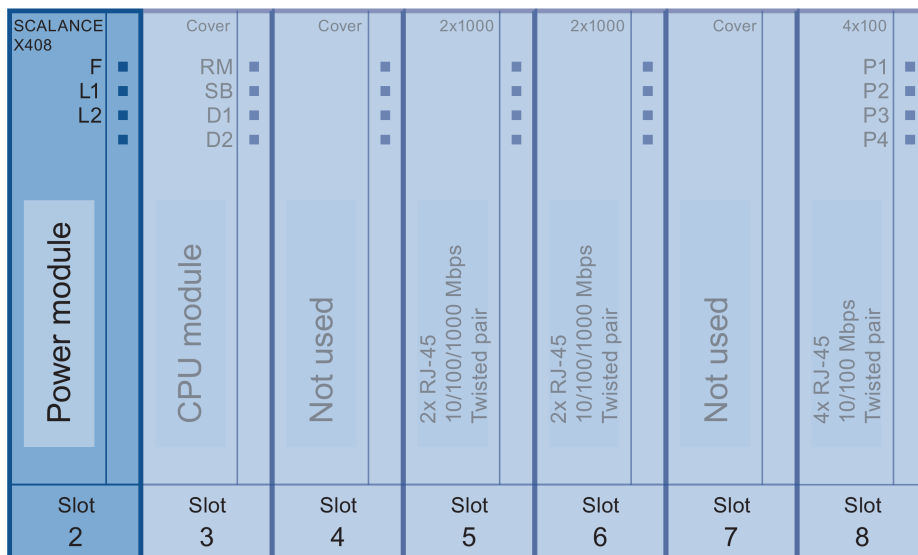 SCALANCE
X408
F
L1
L2
Power module
Slot
2
Cover
RM
SB
D1
D2
CPU module
Slot
3
Cover
Not used
Slot
4
2x1000
2x RJ-45
10/100/1000 Mbps
Twisted pair
Slot
5
2x1000
2x RJ-45
10/100/1000 Mbps
Twisted pair
Slot
6
Cover
Not used
Slot
7
4x100
P1
P2
P3
P4
4x RJ-45
10/100 Mbps
Twisted pair
Slot
8